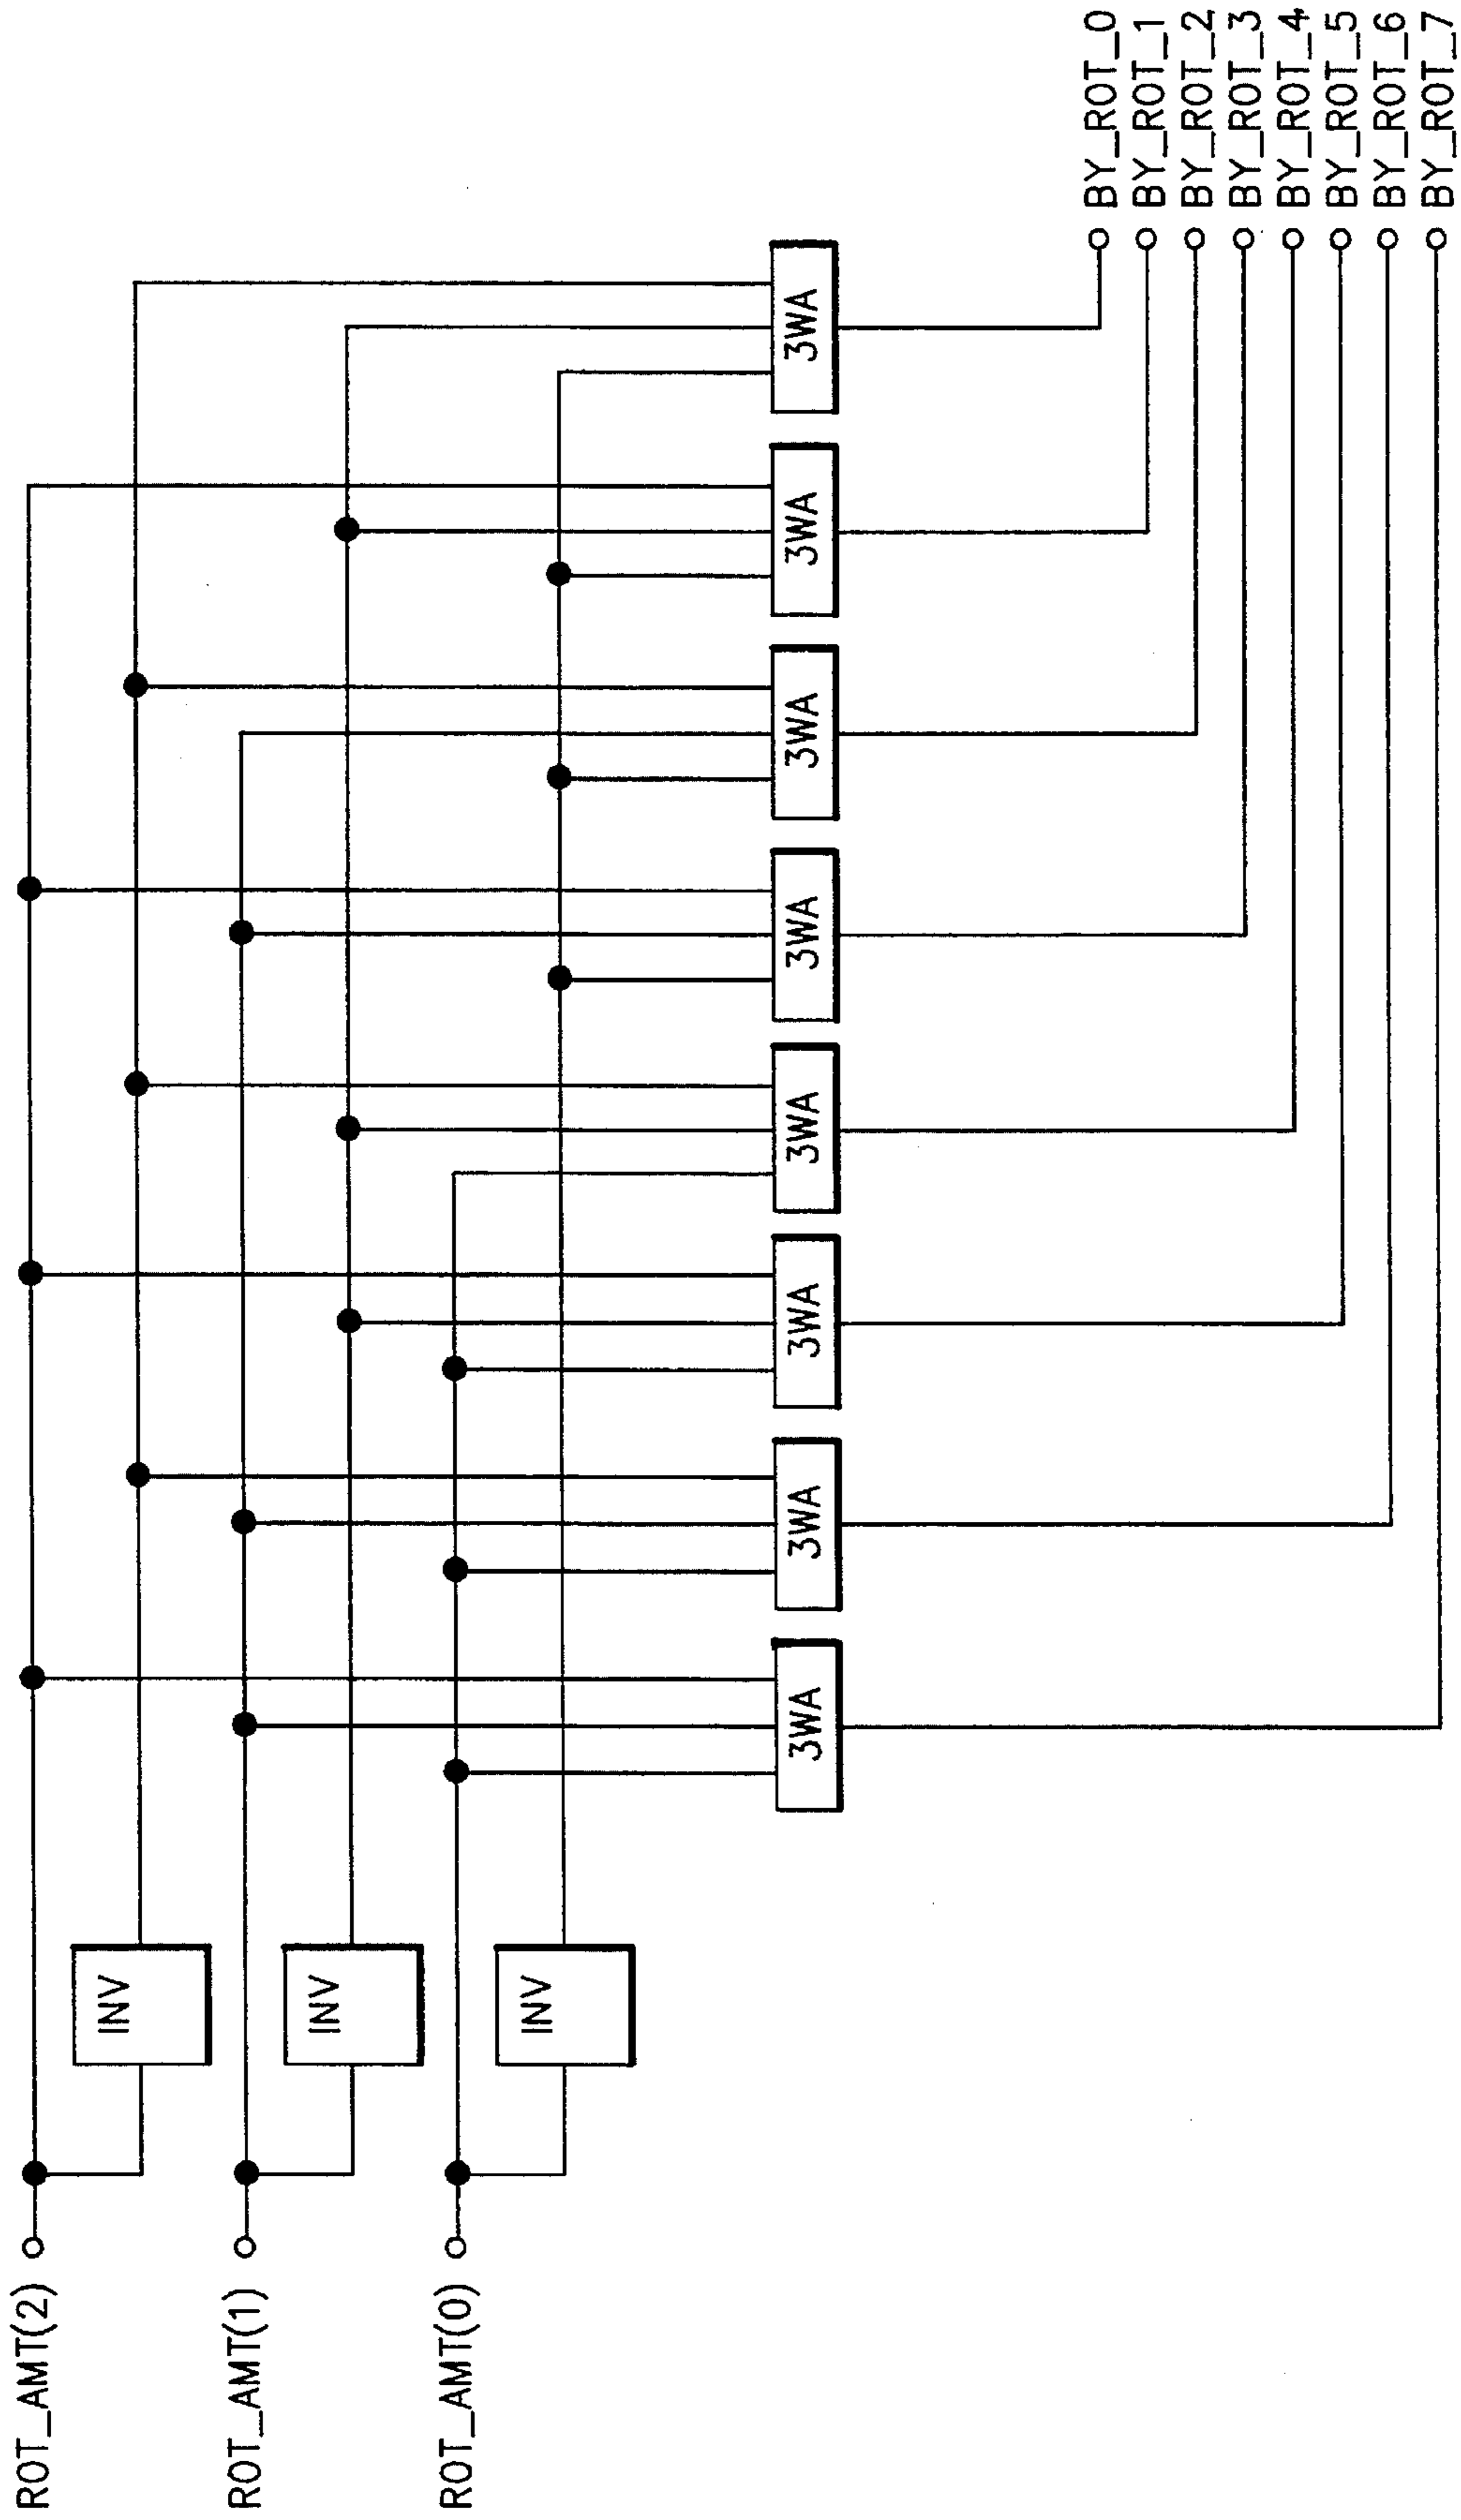 ROT_AMT(2)
ROT_AMT(1)
ROT_AMT(0)
INV
INV
INV
3WA
3WA
3WA
3WA
3WA
3WA
3WA
3WA
BY_ROT_0
BY_ROT_1
BY_ROT_2
BY_ROT_3
BY_ROT_4
BY_ROT_5
BY_ROT_6
BY_ROT_7